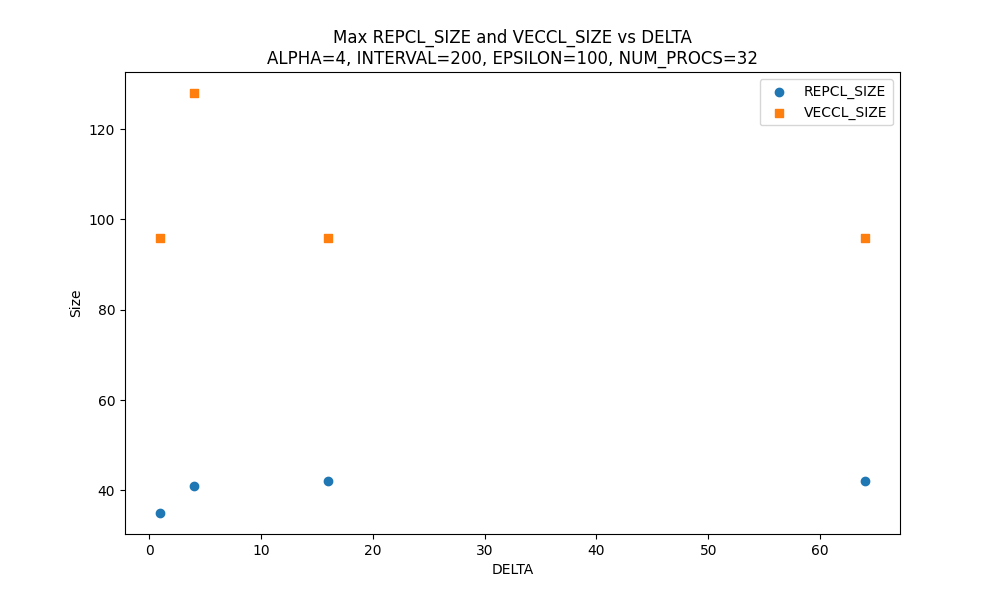 Max REPCL_SIZE and VECCL_SIZE vs DELTA
ALPHA=4, INTERVAL=200, EPSILON=100, NUM_PROCS=32
REPCL_SIZE
VECCL_SIZE
120
100
80
60
40
Size
0
10
20
30
40
50
60
DELTA